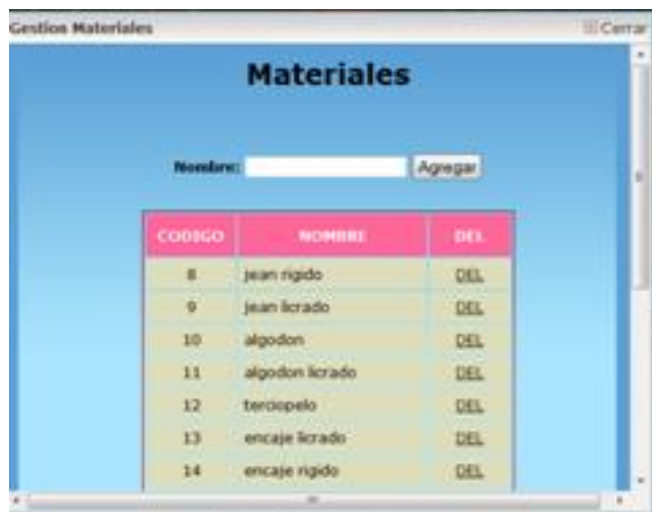 Gestion Materiales Cerrar
Materiales
Nombre: Agregar
CODIGO NOMBRE DEL
8 jean rigido DEL
9 jean licrado DEL
10 algodon DEL
11 algodon licrado DEL
12 terciopelo DEL
13 encaje licrado DEL
14 encaje rigido DEL